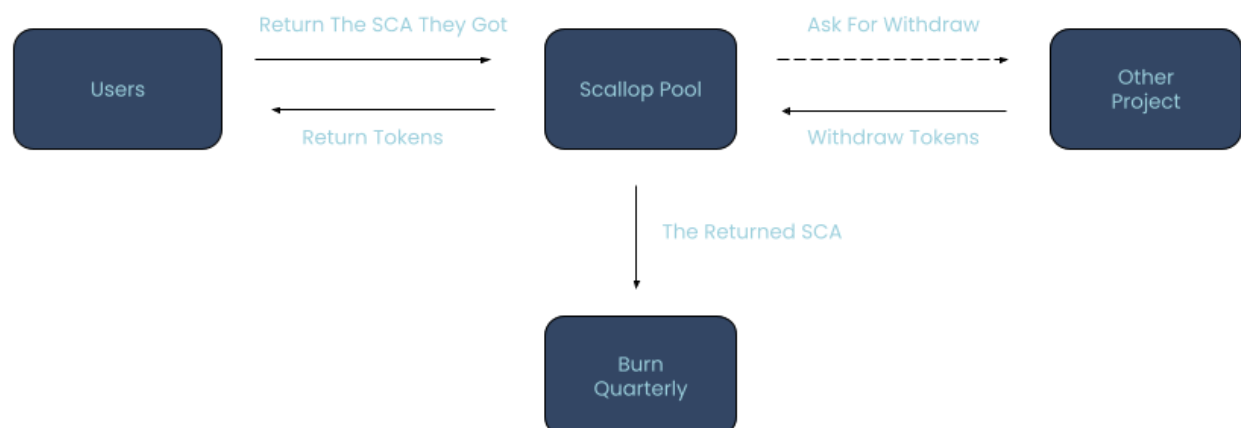 Return The SCA They Got
Ask For Withdraw
Users
Scallop Pool
Other
Project
Return Tokens
Withdraw Tokens
The Returned SCA
Burn
Quarterly